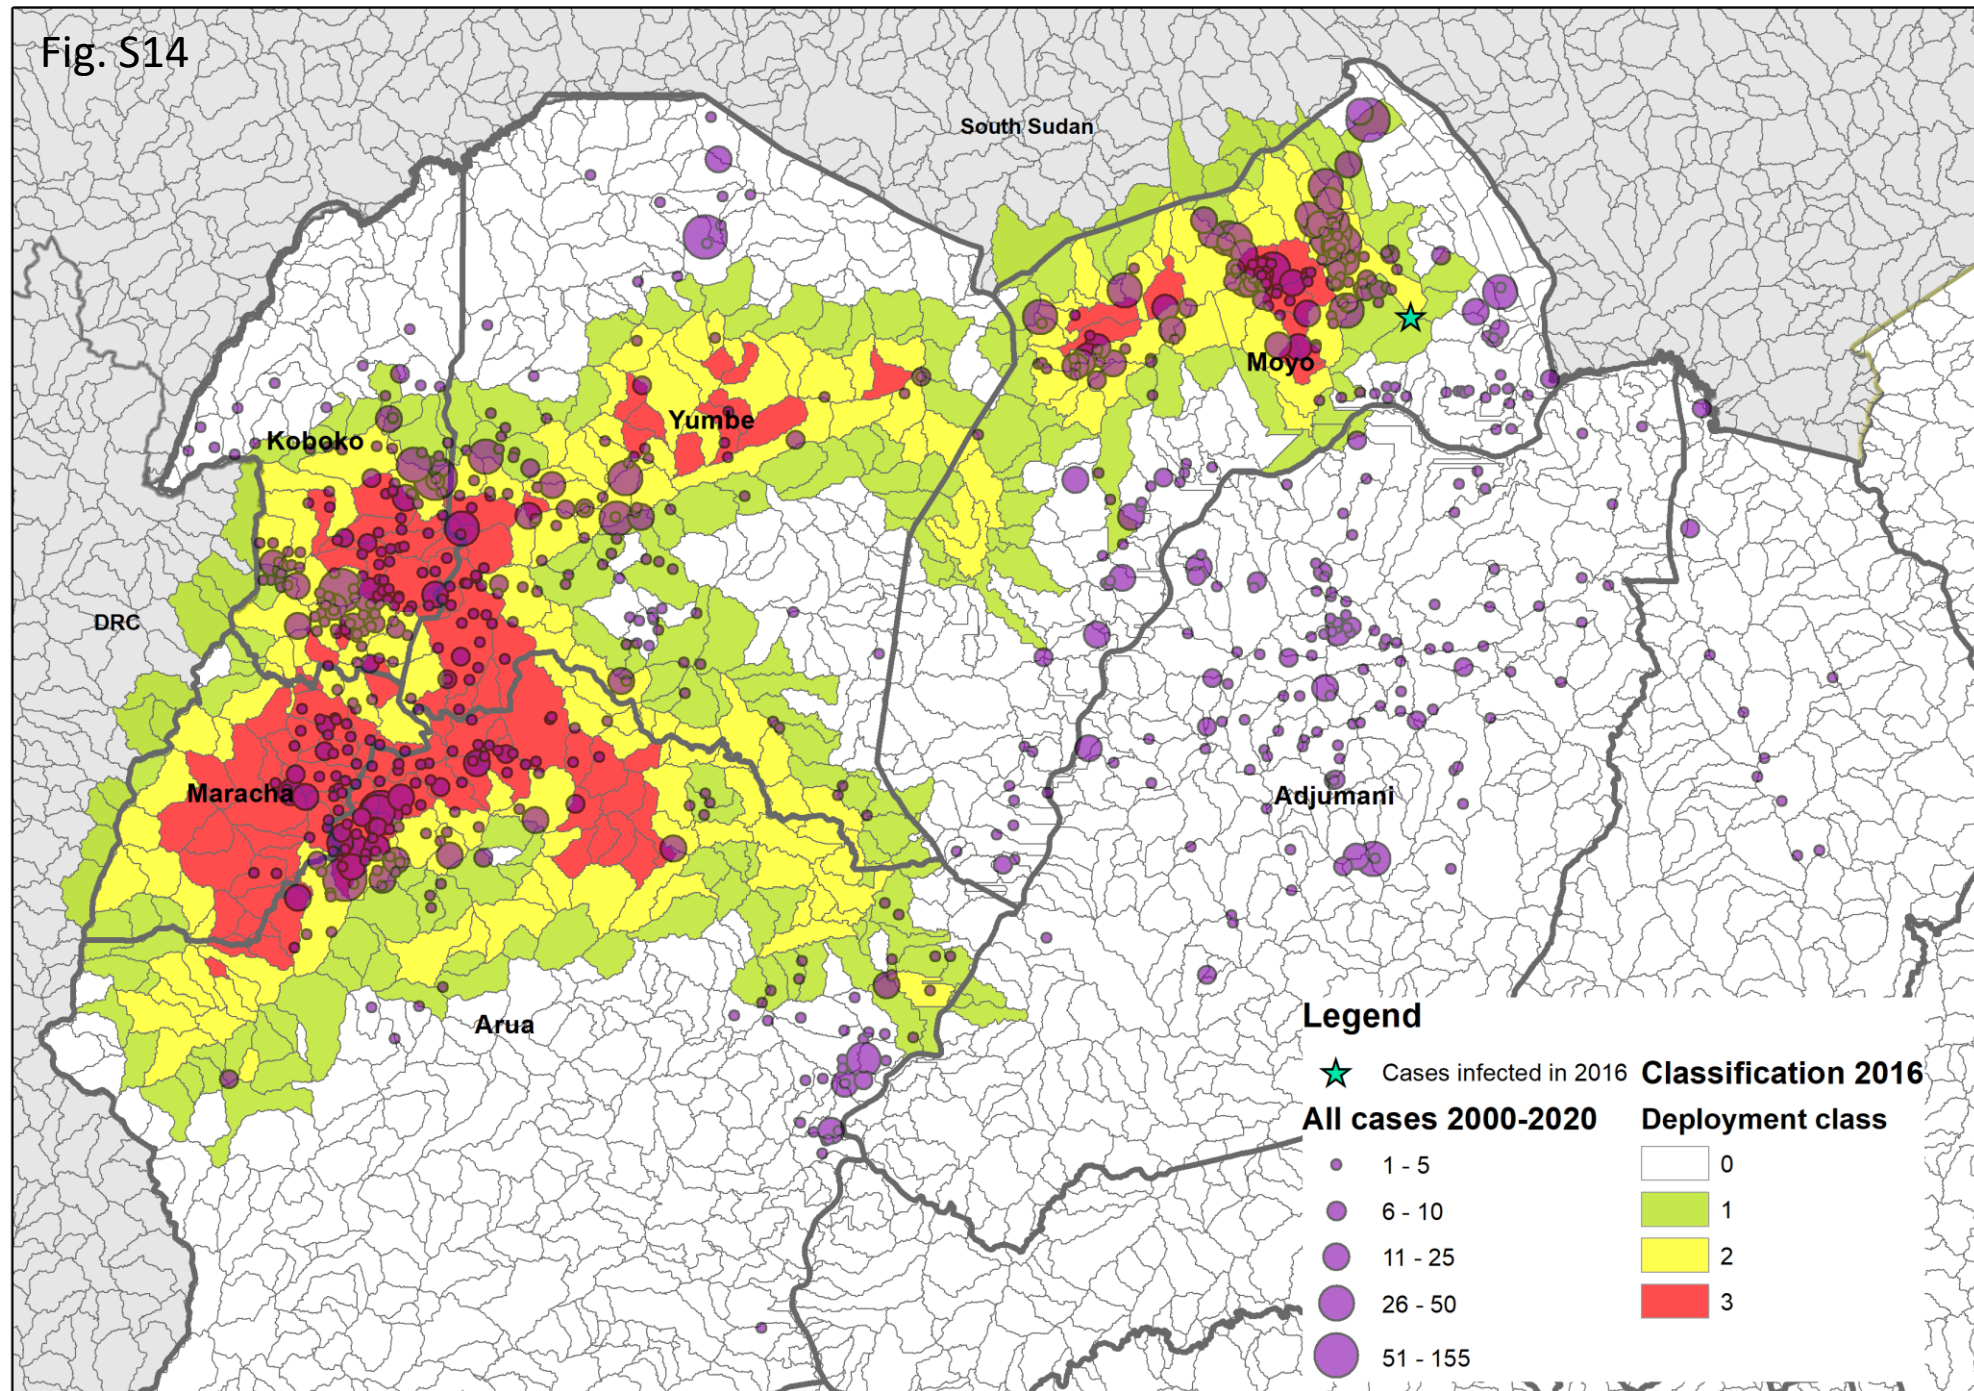 Fig. S14
South Sudan
Moyo
Yumbe
Koboko
DRC
Maracha
Adjumani
Arua
Legend
Cases infected in 2016
All cases 2000-2020
1 - 5
6 - 10
11 - 25
26 - 50
51 - 155
Classification 2016
Deployment class
0
1
2
3